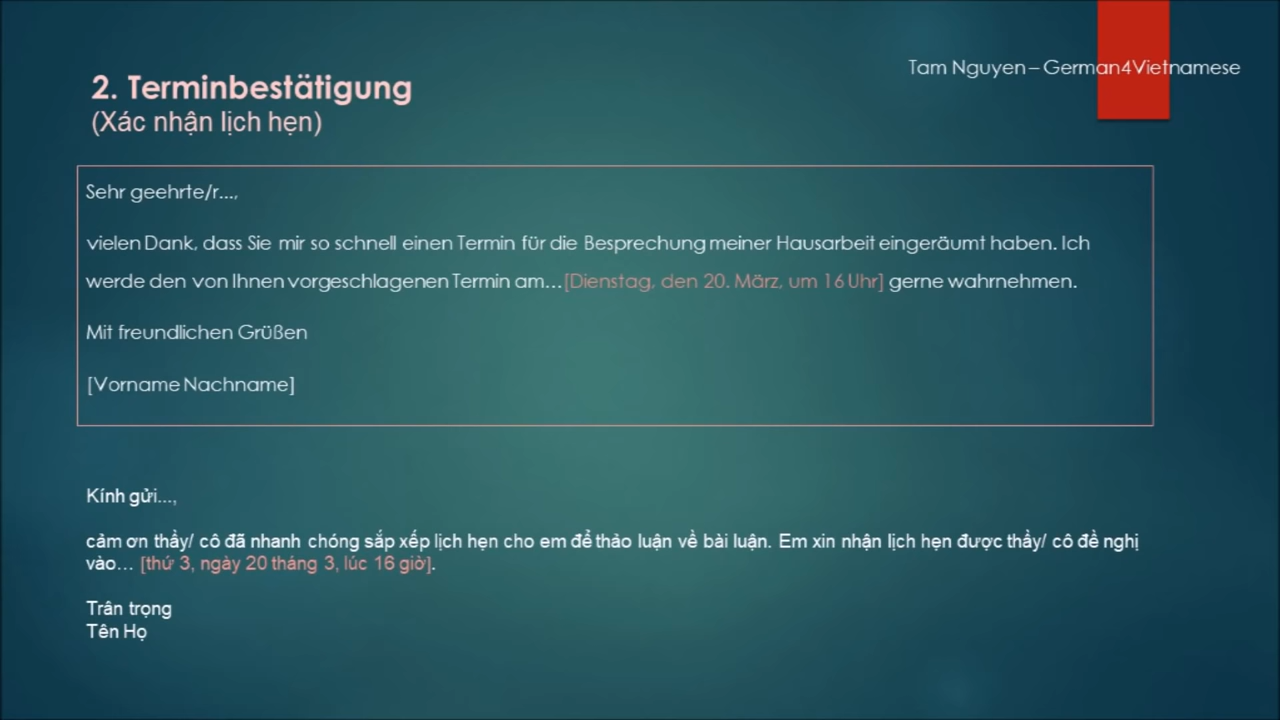 Tam Nguyen – German4Vietnamese
2. Terminbestätigung
(Xác nhận lịch hẹn)
Sehr geehrte/r...,
vielen Dank, dass Sie mir so schnell einen Termin für die Besprechung meiner Hausarbeit eingeräumt haben. Ich
werde den von Ihnen vorgeschlagenen Termin am...[Dienstag, den 20. März, um 16 Uhr] gerne wahrnehmen.
Mit freundlichen Grüßen
[Vorname Nachname]
Kính gửi...,
cảm ơn thầy/ cô đã nhanh chóng sắp xếp lịch hẹn cho em để thảo luận về bài luận. Em xin nhận lịch hẹn được thầy/ cô đề nghị
vào... [thứ 3, ngày 20 tháng 3, lúc 16 giờ].
Trân trọng
Tên Họ